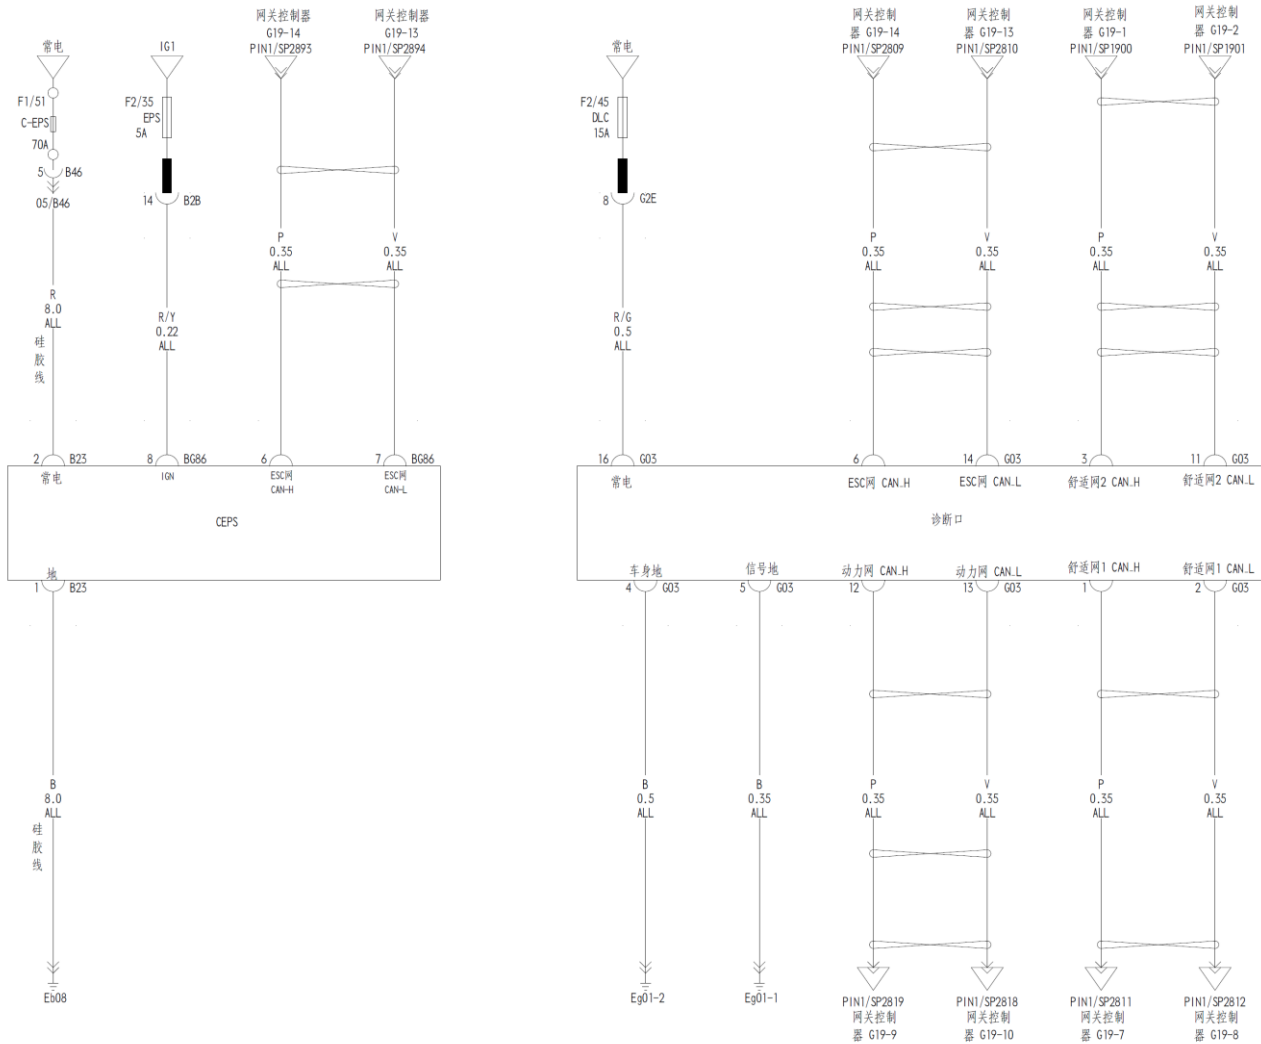 网关控制器
G19-14
PIN1/SP2893
网关控制器
G19-13
PIN1/SP2894
常电
IG1
F1/51
C-EPS
70A
5
B46
05/B46
F2/35
EPS
5A
14
B2B
P
0.35
ALL
V
0.35
ALL
R
8.0
ALL
硅胶线
R/Y
0.22
ALL
2
B23
8
BG86
6
7
BG86
常电
IGN
ESC网
CAN-H
ESC网
CAN-L
CEPS
地
1
B23
B
8.0
ALL
硅胶线
Eb08
常电
网关控制
器 G19-14
PIN1/SP2809
网关控制
器 G19-13
PIN1/SP2810
网关控制
器 G19-1
PIN1/SP1900
网关控制
器 G19-2
PIN1/SP1901
F2/45
DLC
15A
8
G2E
R/G
0.5
ALL
P
0.35
ALL
V
0.35
ALL
P
0.35
ALL
V
0.35
ALL
16
G03
6
14
G03
3
11
G03
常电
ESC网 CAN_H
ESC网 CAN_L
舒适网2 CAN_H
舒适网2 CAN_L
诊断口
车身地
信号地
动力网 CAN_H
动力网 CAN_L
舒适网1 CAN_H
舒适网1 CAN_L
4
G03
5
G03
12
13
G03
1
2
G03
B
0.5
ALL
B
0.35
ALL
P
0.35
ALL
V
0.35
ALL
P
0.35
ALL
V
0.35
ALL
Eg01-2
Eg01-1
PIN1/SP2819
网关控制
器 G19-9
PIN1/SP2818
网关控制
器 G19-10
PIN1/SP2811
网关控制
器 G19-7
PIN1/SP2812
网关控制
器 G19-8